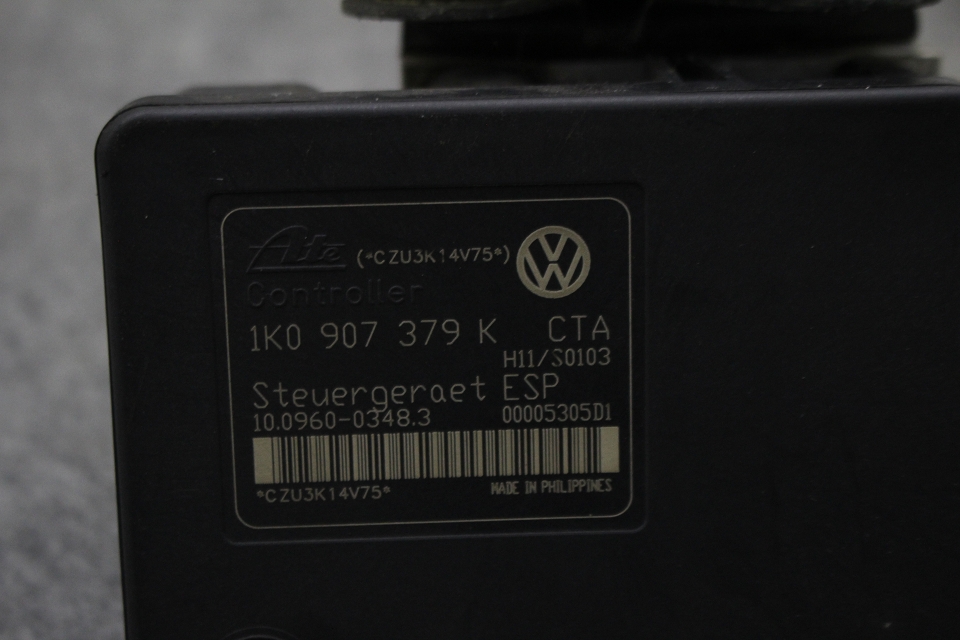 Ate (*CZU3K14V75*)
Controller
1K0 907 379 K CTA
H11/S0103
Steuergeraet ESP
10.0960-0348.3 00005305D1
*CZU3K14V75* MADE IN PHILIPPINES